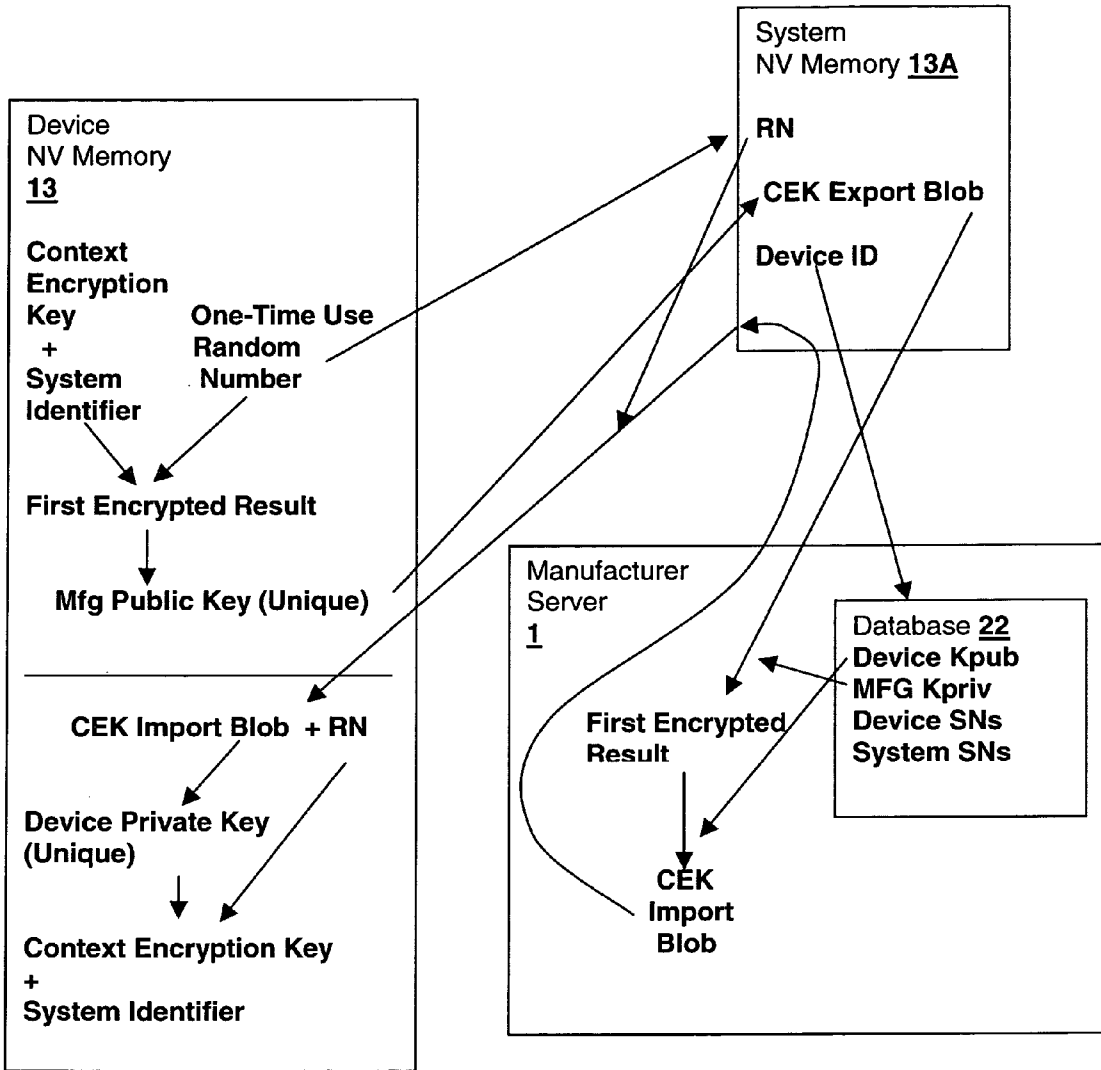 System
NV Memory 13A
RN
CEK Export Blob
Device ID
Device
NV Memory
13
Context
Encryption
Key
+
System
Identifier
One-Time Use
Random
Number
First Encrypted Result
Mfg Public Key (Unique)
CEK Import Blob + RN
Device Private Key
(Unique)
Context Encryption Key
+
System Identifier
Manufacturer
Server
1
Database 22
Device Kpub
MFG Kpriv
Device SNs
System SNs
First Encrypted
Result
CEK
Import
Blob